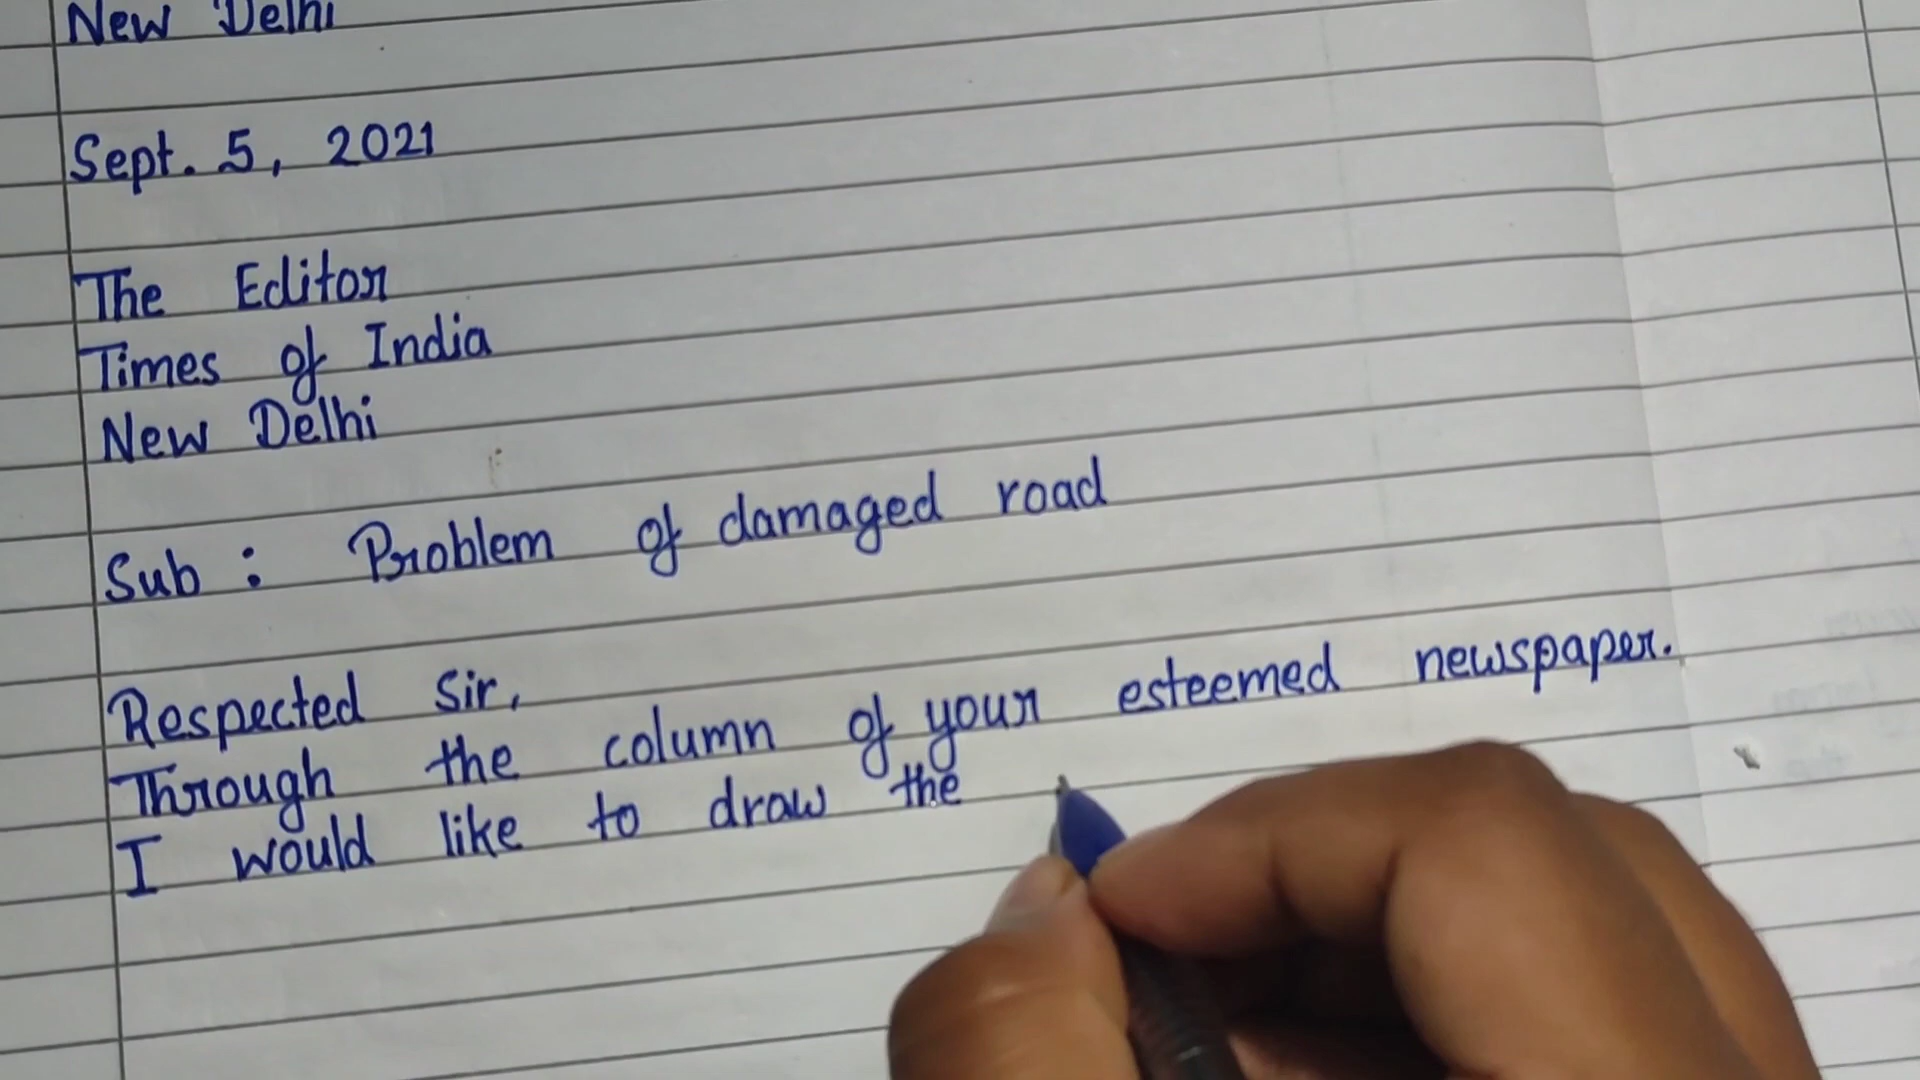 New Delhi
Sept. 5, 2021
The Editor
Times of India
New Delhi
Sub : Problem of damaged road
Respected Sir,
Through the column of your esteemed newspaper.
I would like to draw the